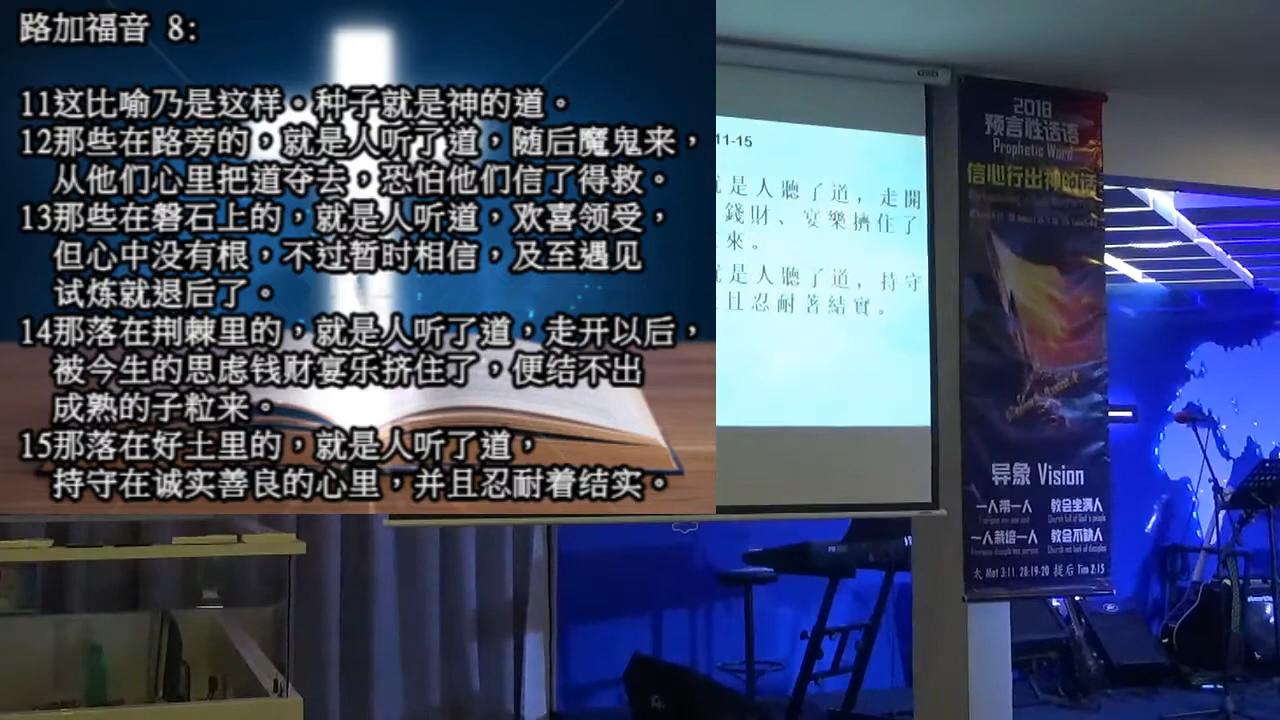 路加福音 8:
11这比喻乃是这样。种子就是神的道。
12那些在路旁的，就是人听了道，随后魔鬼来，
从他们心里把道夺去，恐怕他们信了得救。
13那些在磐石上的，就是人听道，欢喜领受，
但心中没有根，不过暂时相信，及至遇见
试炼就退后了。
14那落在荆棘里的，就是人听了道，走开以后，
被今生的思虑钱财宴乐挤住了，便结不出
成熟的子粒来。
15那落在好土里的，就是人听了道，
持守在诚实善良的心里，并且忍耐着结实。
11-15
是人聽了道，走開
錢財、宴樂擠住了
來。
是人聽了道，持守
且忍耐著結實。
2018
预言性话语
Prophetic Word
信心行出神的话
异象 Vision
一人带一人 教会坐满人
一人栽培一人 教会不缺人
太 Mat 3:11, 28:19-20 提后 Tim 2:15